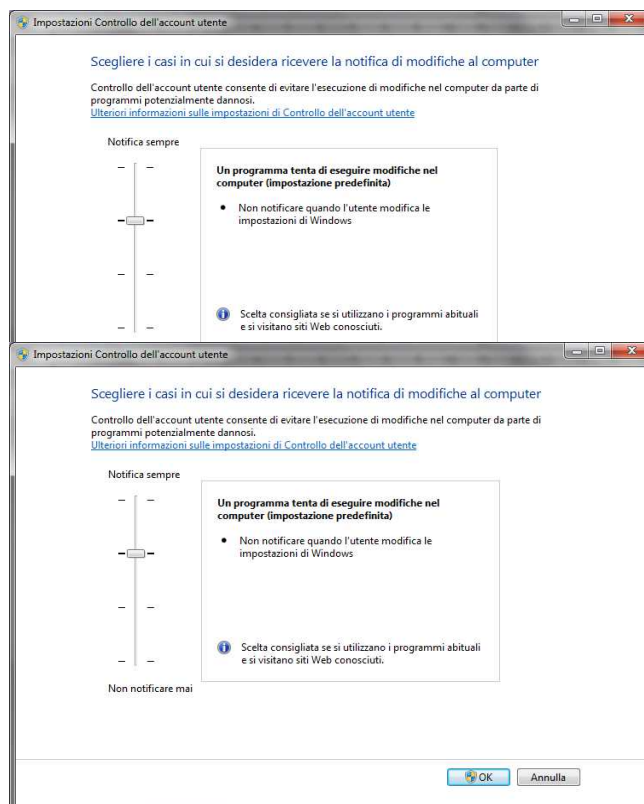 Impostazioni Controllo dell'account utente
Scegliere i casi in cui si desidera ricevere la notifica di modifiche al computer
Controllo dell'account utente consente di evitare l'esecuzione di modifiche nel computer da parte di
programmi potenzialmente dannosi.
Ulteriori informazioni sulle impostazioni di Controllo dell'account utente
Notifica sempre
Un programma tenta di eseguire modifiche nel
computer (impostazione predefinita)
• Non notificare quando l'utente modifica le
impostazioni di Windows
Scelta consigliata se si utilizzano i programmi abituali
e si visitano siti Web conosciuti.
Impostazioni Controllo dell'account utente
Scegliere i casi in cui si desidera ricevere la notifica di modifiche al computer
Controllo dell'account utente consente di evitare l'esecuzione di modifiche nel computer da parte di
programmi potenzialmente dannosi.
Ulteriori informazioni sulle impostazioni di Controllo dell'account utente
Notifica sempre
Un programma tenta di eseguire modifiche nel
computer (impostazione predefinita)
• Non notificare quando l'utente modifica le
impostazioni di Windows
Scelta consigliata se si utilizzano i programmi abituali
e si visitano siti Web conosciuti.
Non notificare mai
OK Annulla